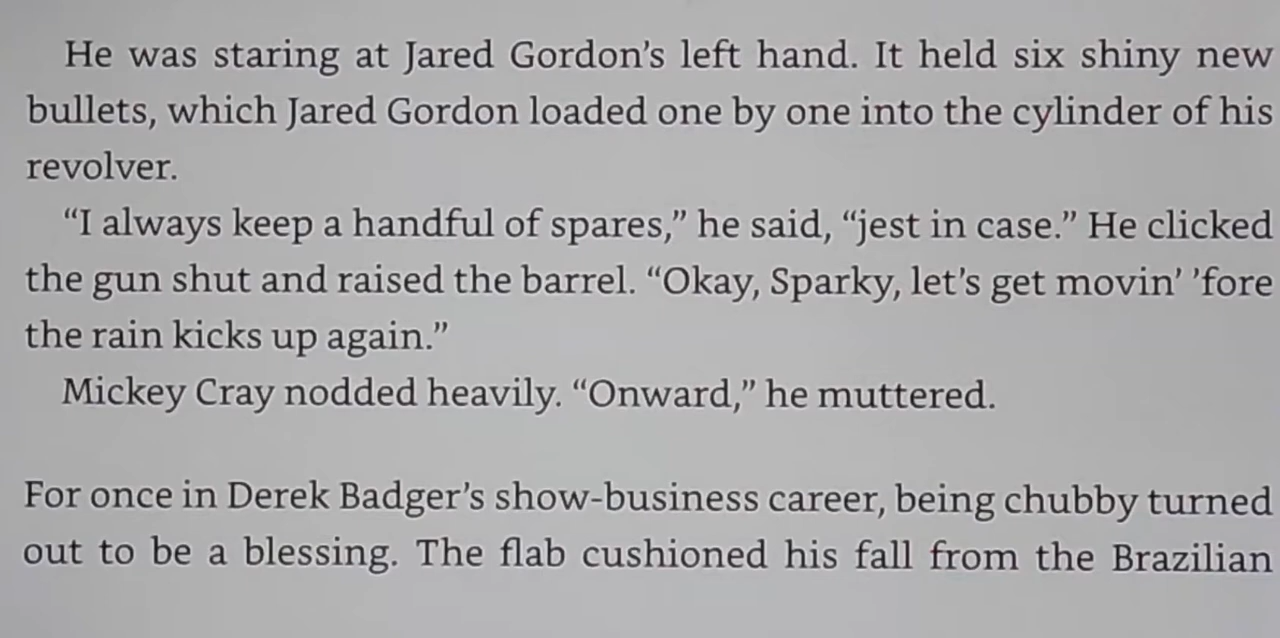 He was staring at Jared Gordon’s left hand. It held six shiny new
bullets, which Jared Gordon loaded one by one into the cylinder of his
revolver.
“I always keep a handful of spares,” he said, “jest in case.” He clicked
the gun shut and raised the barrel. “Okay, Sparky, let’s get movin’ ’fore
the rain kicks up again.”
Mickey Cray nodded heavily. “Onward,” he muttered.
For once in Derek Badger’s show-business career, being chubby turned
out to be a blessing. The flab cushioned his fall from the Brazilian